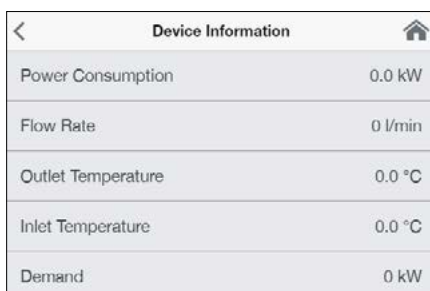 Device Information
Power Consumption 0.0 kW
Flow Rate 0 l/min
Outlet Temperature 0.0 °C
Inlet Temperature 0.0 °C
Demand 0 kW